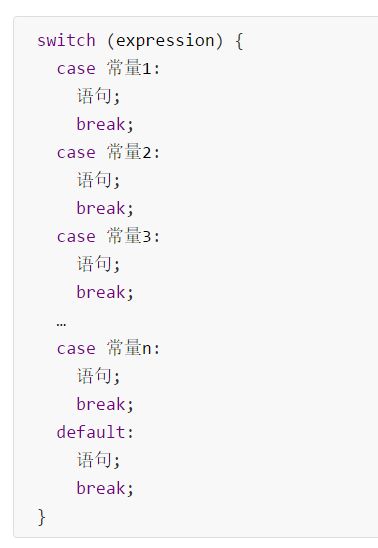 switch (expression) {
case 常量1:
语句;
break;
case 常量2:
语句;
break;
case 常量3:
语句;
break;
…
case 常量n:
语句;
break;
default:
语句;
break;
}